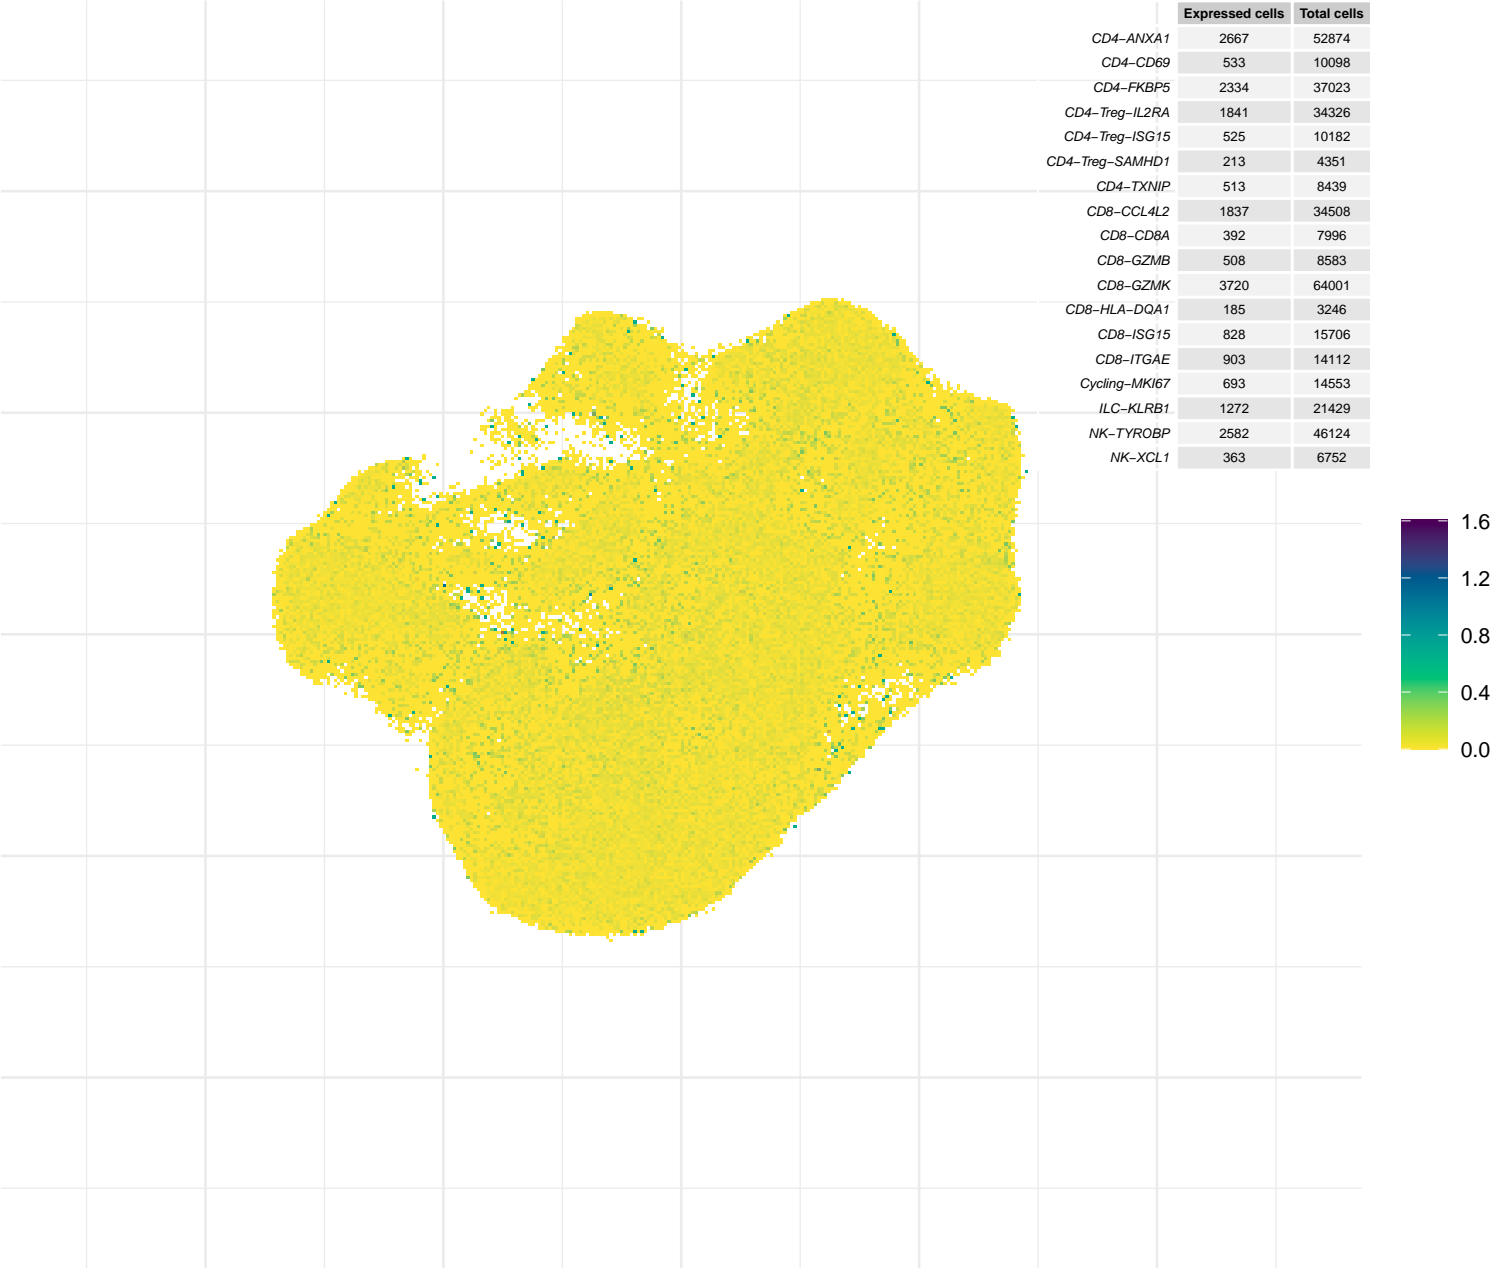 Expressed cells Total cells
CD4−ANXA1 2667 52874
CD4−CD69 533 10098
CD4−FKBP5 2334 37023
CD4−Treg−IL2RA 1841 34326
CD4−Treg−ISG15 525 10182
CD4−Treg−SAMHD1 213 4351
CD4−TXNIP 513 8439
CD8−CCL4L2 1837 34508
CD8−CD8A 392 7996
CD8−GZMB 508 8583
CD8−GZMK 3720 64001
CD8−HLA−DQA1 185 3246
CD8−ISG15 828 15706
CD8−ITGAE 903 14112
Cycling−MKI67 693 14553
ILC−KLRB1 1272 21429
NK−TYROBP 2582 46124
NK−XCL1 363 6752
1.6
1.2
0.8
0.4
0.0